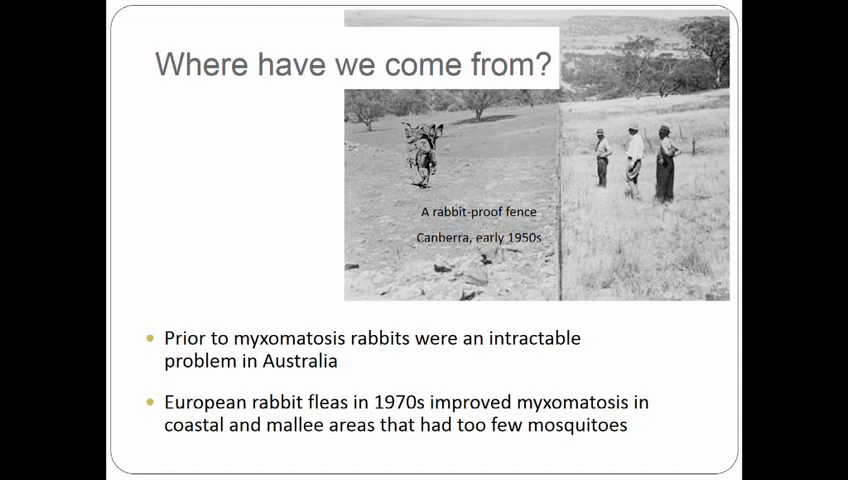 Where have we come from?
A rabbit-proof fence
Canberra, early 1950s
Prior to myxomatosis rabbits were an intractable
problem in Australia
European rabbit fleas in 1970s improved myxomatosis in
coastal and mallee areas that had too few mosquitoes